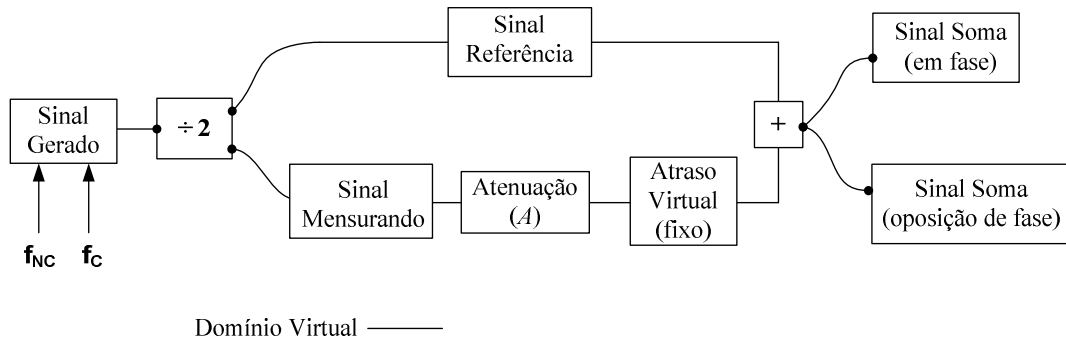 Sinal
Referência
Sinal Soma
(em fase)
Sinal
Gerado
÷ 2
+
Sinal
Mensurando
Atenuação
(A)
Atraso
Virtual
(fixo)
Sinal Soma
(oposição de fase)
fNC
fC
Domínio Virtual